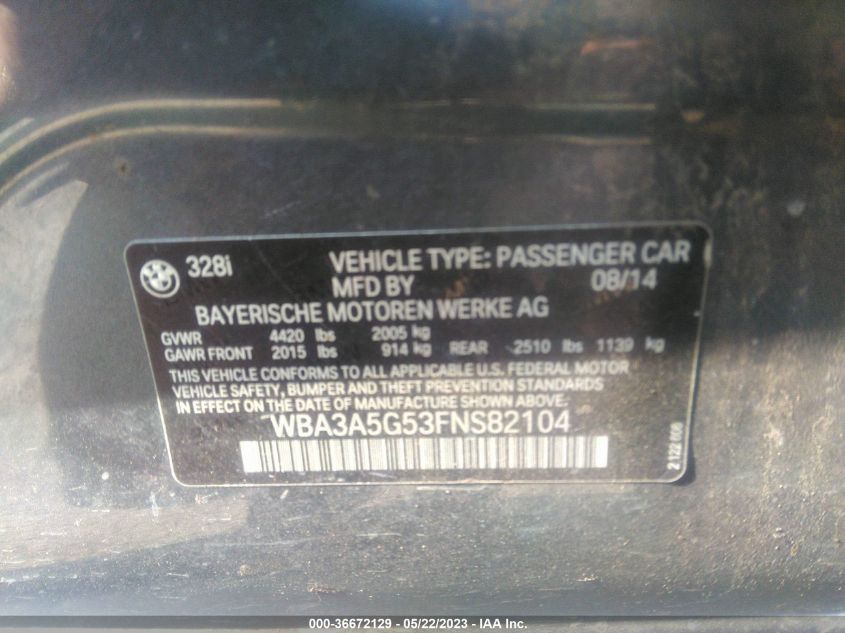 328i
VEHICLE TYPE: PASSENGER CAR
MFD BY 08/14
BAYERISCHE MOTOREN WERKE AG
GVWR 4420 lbs 2005 kg
GAWR FRONT 2015 lbs 914 kg REAR 2510 lbs 1139 kg
THIS VEHICLE CONFORMS TO ALL APPLICABLE U.S. FEDERAL MOTOR
VEHICLE SAFETY, BUMPER AND THEFT PREVENTION STANDARDS
IN EFFECT ON THE DATE OF MANUFACTURE SHOWN ABOVE.
WBA3A5G53FNS82104
2 122 608
000-36672129 - 05/22/2023 - IAA Inc.